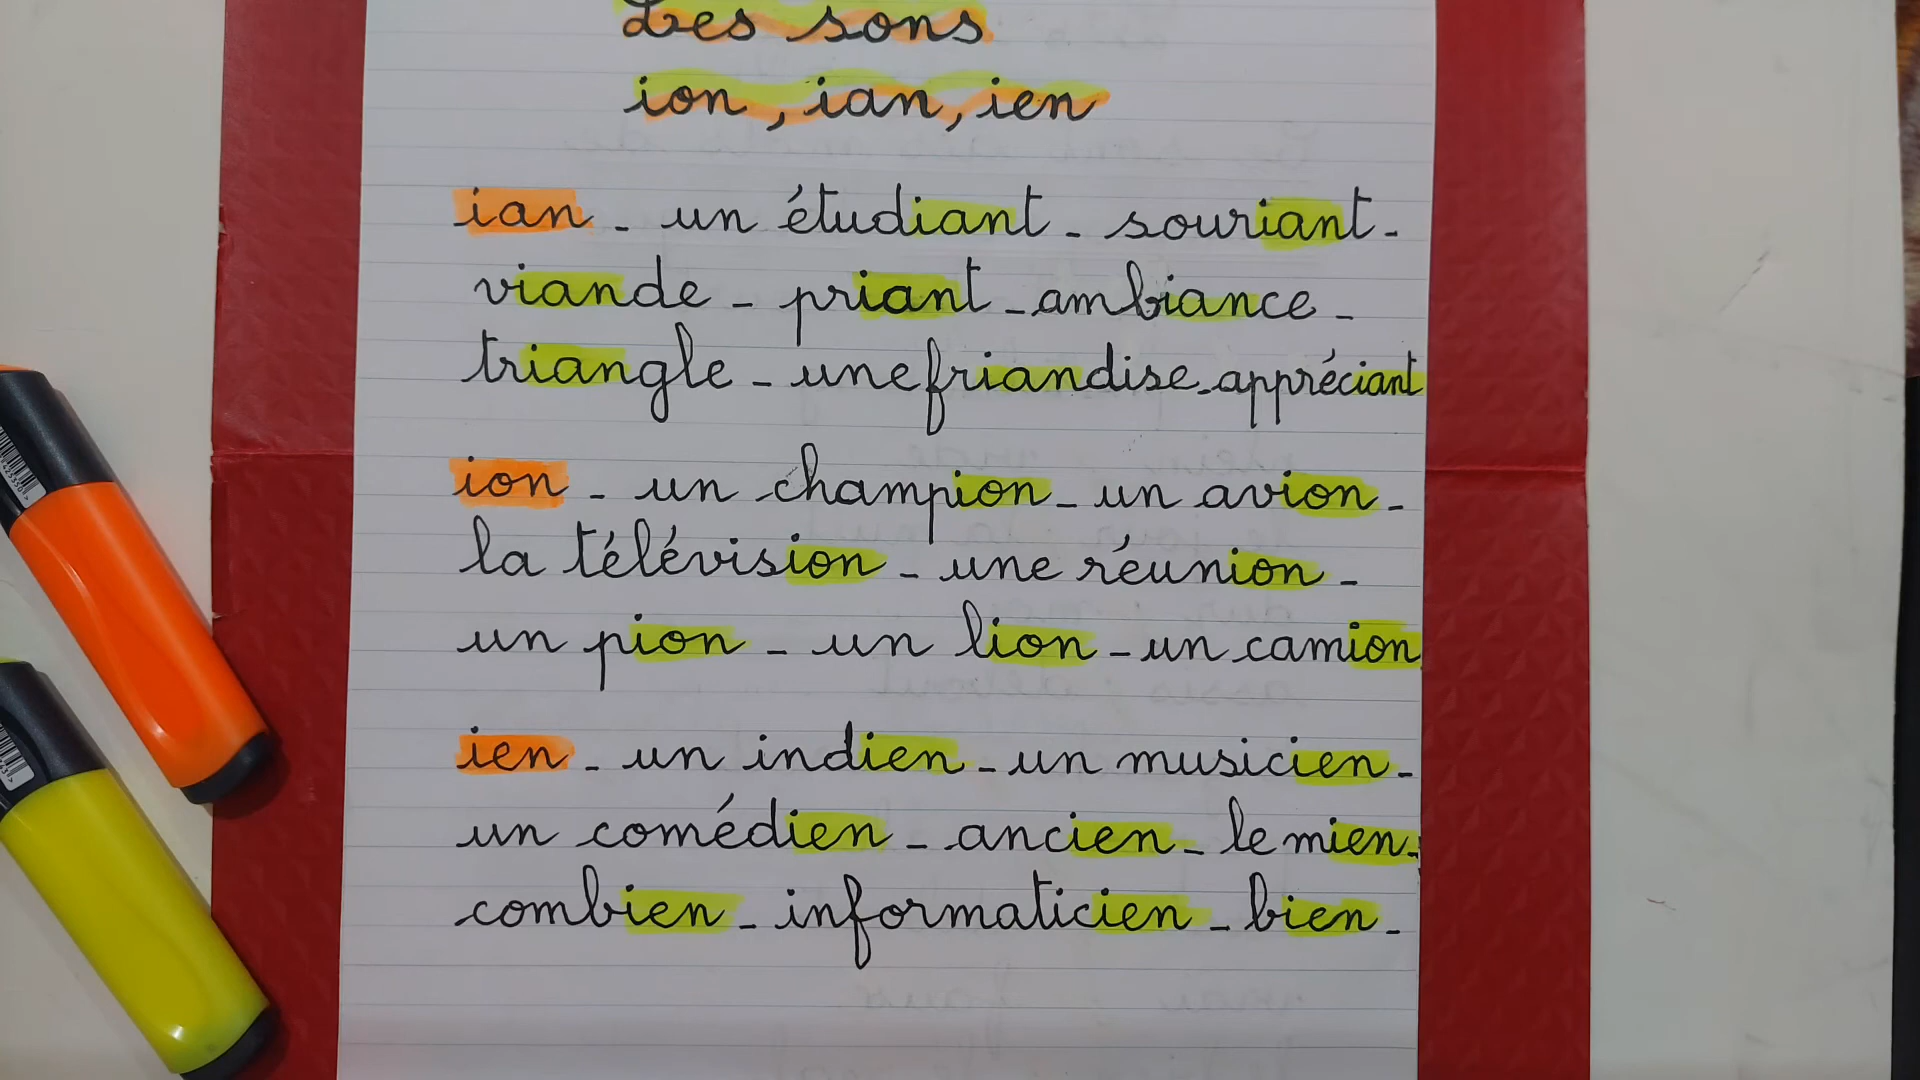 Les sons
ion, ian, ien
ian - un étudiant - souriant -
viande - priant - ambiance -
triangle - une friandise - appréciant
ion - un champion - un avion -
la télévision - une réunion -
un pion - un lion - un camion
ien - un indien - un musicien -
un comédien - ancien - le mien -
combien - informaticien - bien -